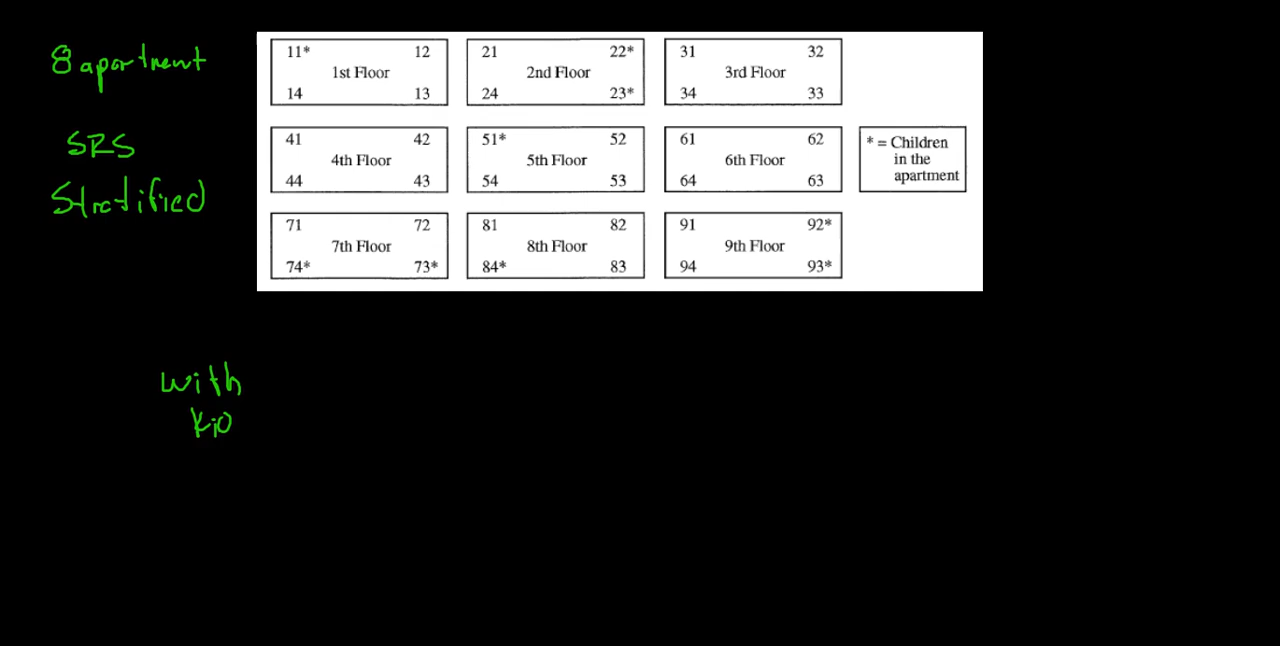 8 apartment
SRS
Stratified
11* 12
1st Floor
14 13
21 22*
2nd Floor
24 23*
31 32
3rd Floor
34 33
41 42
4th Floor
44 43
51* 52
5th Floor
54 53
61 62
6th Floor
64 63
* = Children
in the
apartment
71 72
7th Floor
74* 73*
81 82
8th Floor
84* 83
91 92*
9th Floor
94 93*
with
KiD